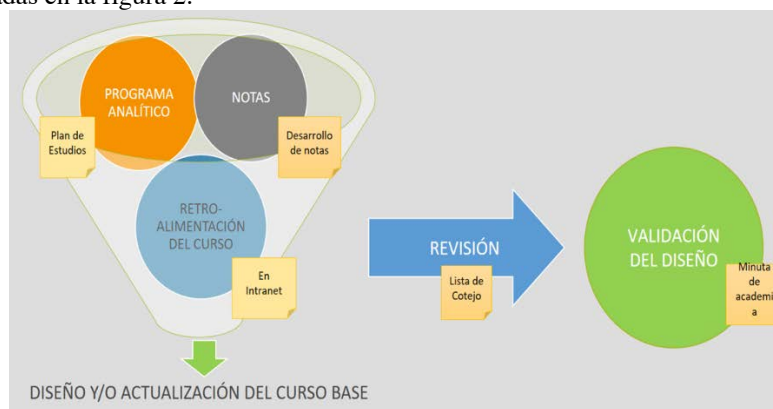 adas en la figura 2.
PROGRAMA
ANALÍTICO
NOTAS
Plan de
Estudios
Desarrollo
de notas
RETRO-
ALIMENTACIÓN
DEL CURSO
En
Intranet
REVISIÓN
Lista de
Cotejo
VALIDACIÓN
DEL DISEÑO
Minuta
de
academi
a
DISEÑO Y/O ACTUALIZACIÓN DEL CURSO BASE